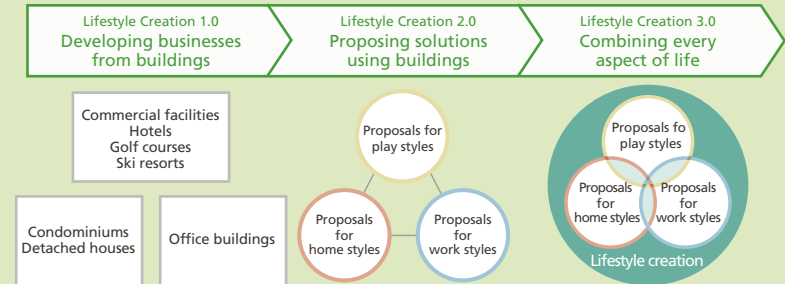 Lifestyle Creation 1.0
Developing businesses
from buildings
Lifestyle Creation 2.0
Proposing solutions
using buildings
Lifestyle Creation 3.0
Combining every
aspect of life
Commercial facilities
Hotels
Golf courses
Ski resorts
Condominiums
Detached houses
Office buildings
Proposals for
play styles
Proposals
for
home styles
Proposals
for
work styles
Proposals fo
play styles
Proposals
for
home styles
Proposals
for
work styles
Lifestyle creation